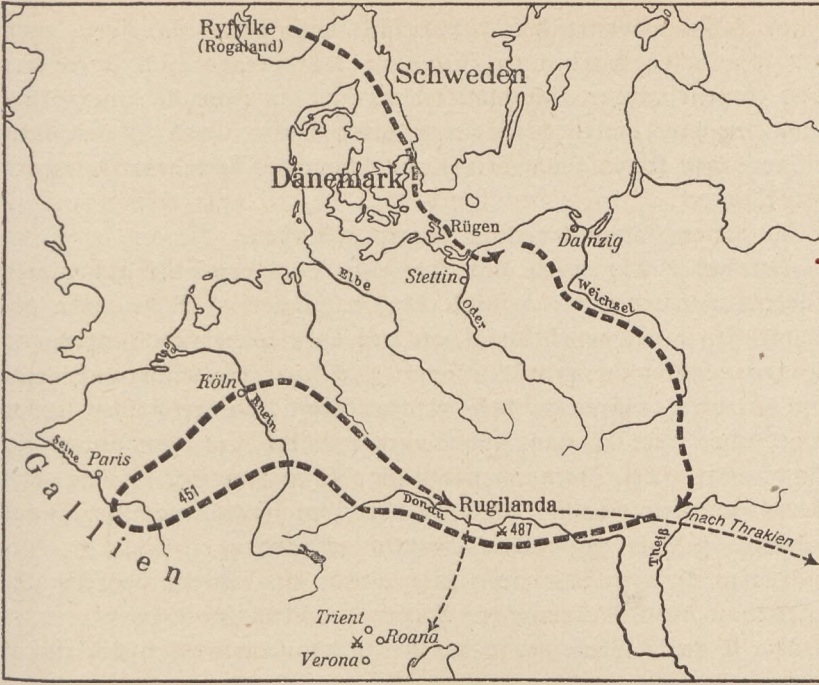 Ryfylke
(Rogaland)
Schweden
Dänemark
Rügen
Danzig
Stettin
Elbe
Oder
Weichsel
Köln
Rhein
Seine
Paris
Gallien
451
Donau
Rugilanda
487
nach Thrakien
Theiß
Trient
Roana
Verona